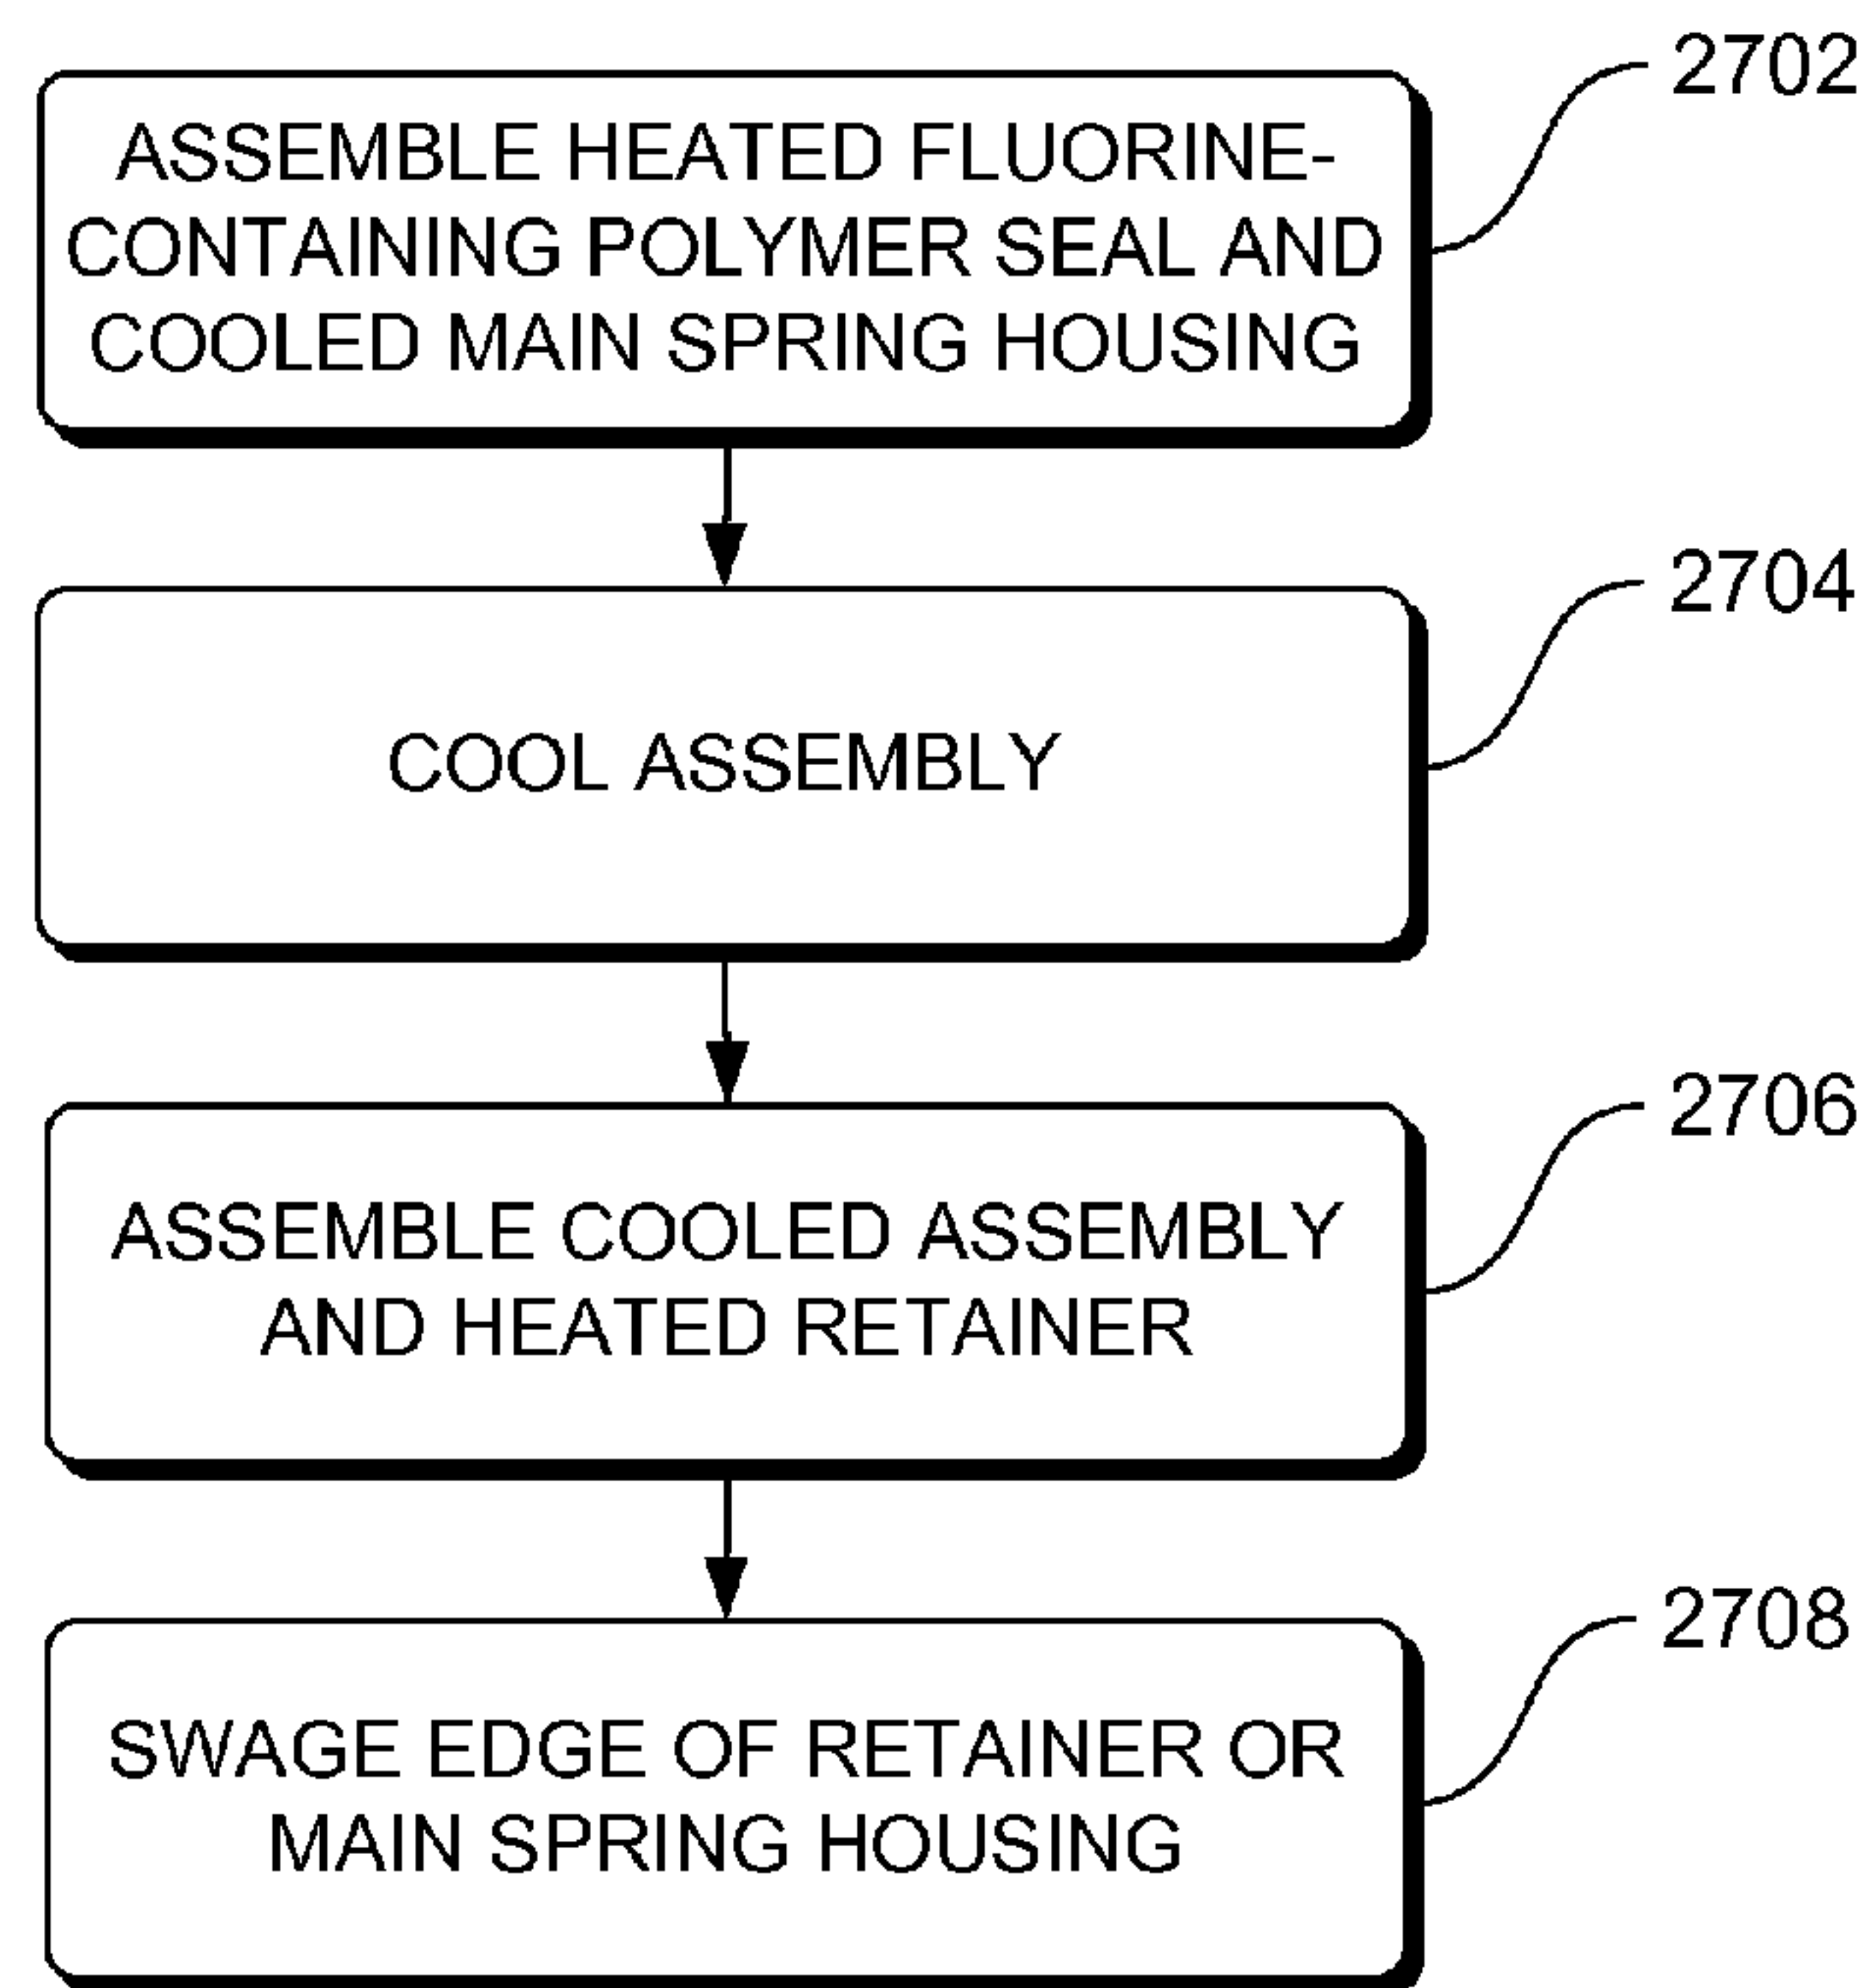 2702
ASSEMBLE HEATED FLUORINE-
CONTAINING POLYMER SEAL AND
COOLED MAIN SPRING HOUSING
2704
COOL ASSEMBLY
2706
ASSEMBLE COOLED ASSEMBLY
AND HEATED RETAINER
2708
SWAGE EDGE OF RETAINER OR
MAIN SPRING HOUSING